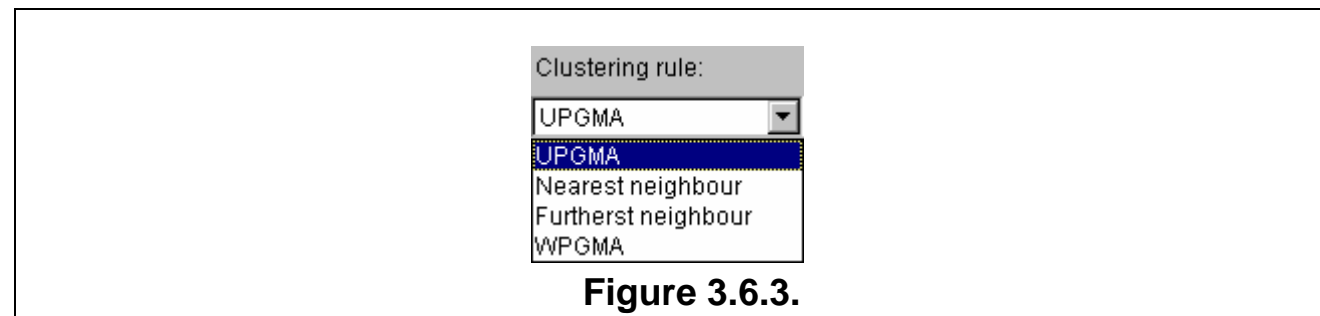 Clustering rule:
UPGMA
UPGMA
Nearest neighbour
Furtherst neighbour
WPGMA
Figure 3.6.3.